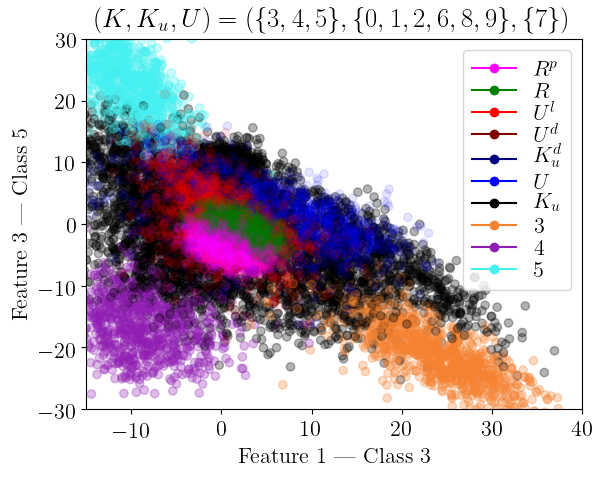 (K, K_u, U) = ({3, 4, 5}, {0, 1, 2, 6, 8, 9}, {7})
30
20
10
0
−10
−20
−30
Feature 3 — Class 5
R^p
R
U^l
U^d
K_u^d
U
K_u
3
4
5
−10
0
10
20
30
40
Feature 1 — Class 3